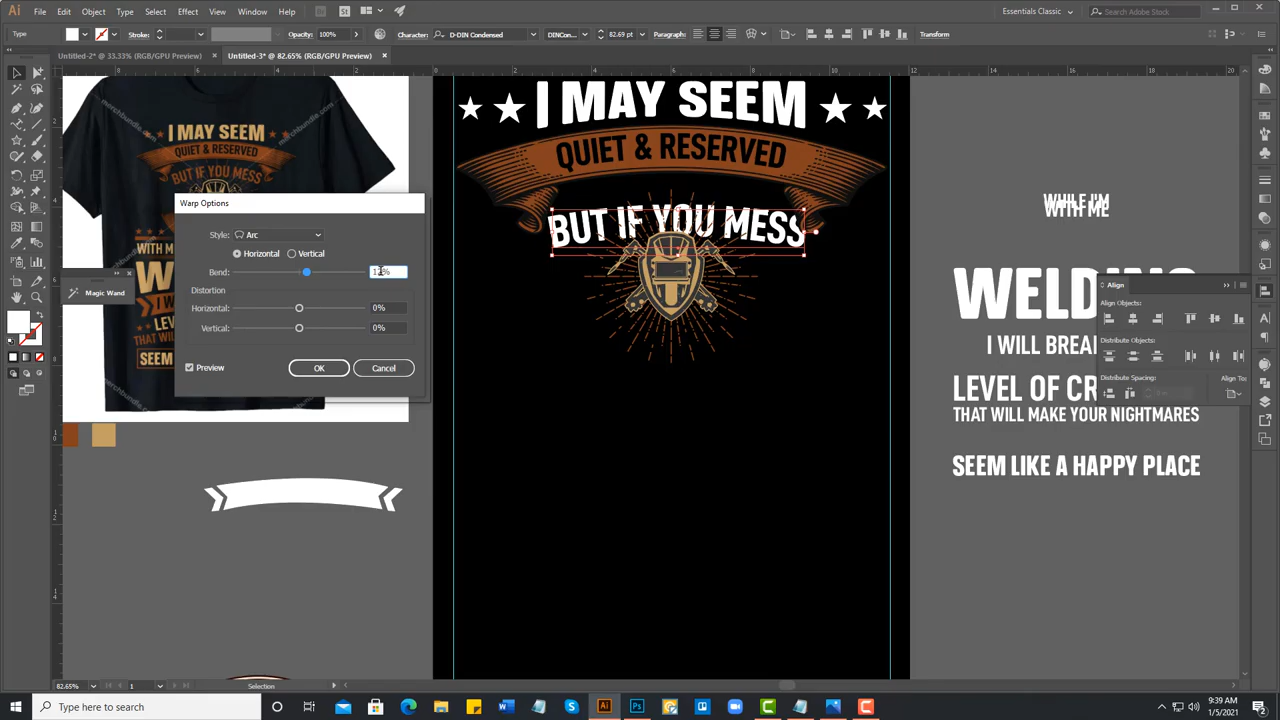 File Edit Object Type Select Effect View Window Help
Essentials Classic
Search Adobe Stock
Type
Stroke:
Opacity: 100%
Character: D-DIN Condensed
DINCon...
82.69 pt
Paragraph:
Transform
Untitled-2* @ 33.33% (RGB/GPU Preview) ×
Untitled-3* @ 82.65% (RGB/GPU Preview) ×
merchbundle.com
I MAY SEEM
QUIET & RESERVED
BUT IF YOU MESS
WITH M
SEEM
I MAY SEEM
QUIET & RESERVED
BUT IF YOU MESS
Warp Options
Style: Arc
Horizontal Vertical
Bend:
Distortion
Horizontal: 0%
Vertical: 0%
Preview
OK
Cancel
Magic Wand
WHILE I'M
WITH ME
WELDING
I WILL BREA
LEVEL OF CR
THAT WILL MAKE YOUR NIGHTMARES
SEEM LIKE A HAPPY PLACE
Align
Align Objects:
Distribute Objects:
Distribute Spacing:
Align To:
82.65%
1
Selection
Type here to search
9:39 AM
1/5/2021